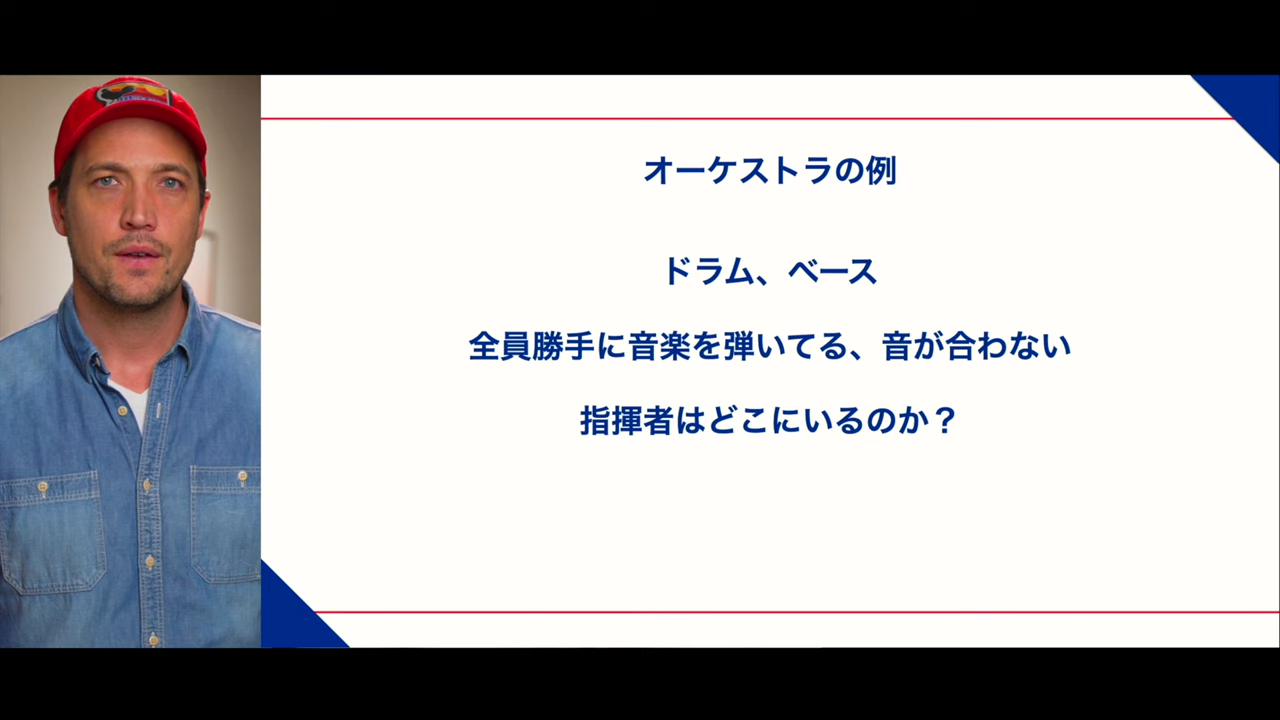 オーケストラの例
ドラム、ベース
全員勝手に音楽を弾いてる、音が合わない
指揮者はどこにいるのか？